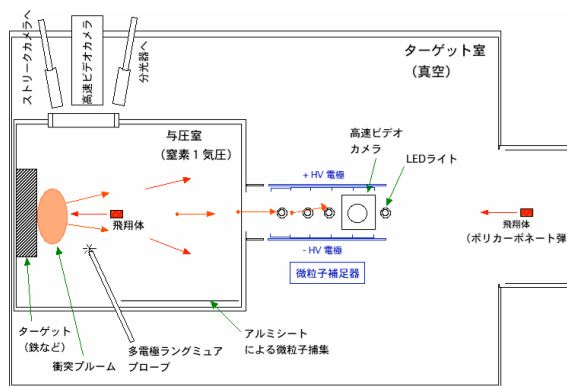 ストリークカメラへ
高速ビデオカメラ
分光器へ
ターゲット室
(真空)
与圧室
(窒素1気圧)
高速ビデオ
カメラ
LEDライト
+HV 電極
飛翔体
飛翔体
(ポリカーボネート弾
-HV 電極
微粒子補足器
ターゲット
(鉄など)
衝突プルーム
多電極ラングミュア
プローブ
アルミシート
による微粒子捕集